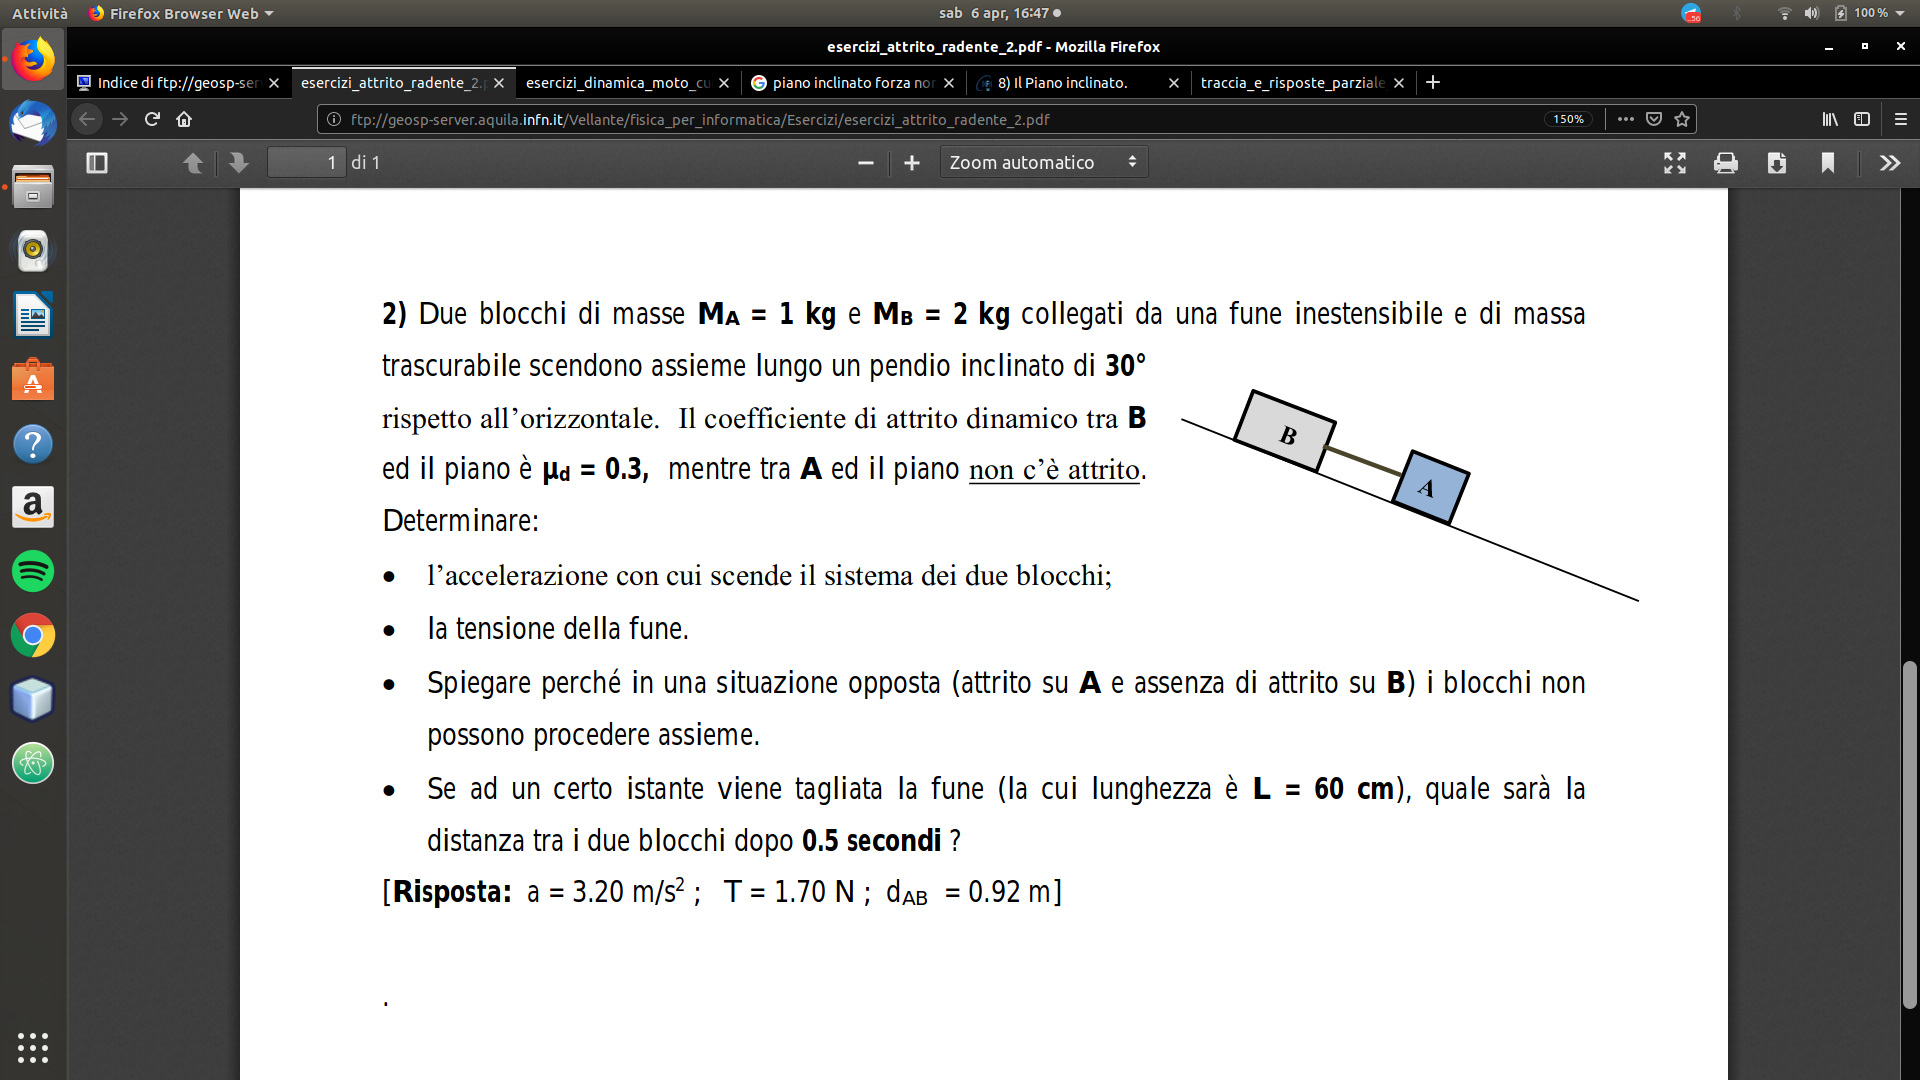 Attività Firefox Browser Web sab 6 apr, 16:47 56 100 %
esercizi_attrito_radente_2.pdf - Mozilla Firefox
Indice di ftp://geosp-ser esercizi_attrito_radente_2. esercizi_dinamica_moto_cu piano inclinato forza nor 8) Il Piano inclinato. traccia_e_risposte_parziale
ftp://geosp-server.aquila.infn.it/Vellante/fisica_per_informatica/Esercizi/esercizi_attrito_radente_2.pdf 150%
1 di 1 Zoom automatico
2) Due blocchi di masse MA = 1 kg e MB = 2 kg collegati da una fune inestensibile e di massa
trascurabile scendono assieme lungo un pendio inclinato di 30°
rispetto all’orizzontale. Il coefficiente di attrito dinamico tra B
ed il piano è μd = 0.3, mentre tra A ed il piano non c’è attrito.
Determinare:
B
A
• l’accelerazione con cui scende il sistema dei due blocchi;
• la tensione della fune.
• Spiegare perché in una situazione opposta (attrito su A e assenza di attrito su B) i blocchi non
possono procedere assieme.
• Se ad un certo istante viene tagliata la fune (la cui lunghezza è L = 60 cm), quale sarà la
distanza tra i due blocchi dopo 0.5 secondi ?
[Risposta: a = 3.20 m/s² ; T = 1.70 N ; dAB = 0.92 m]
.